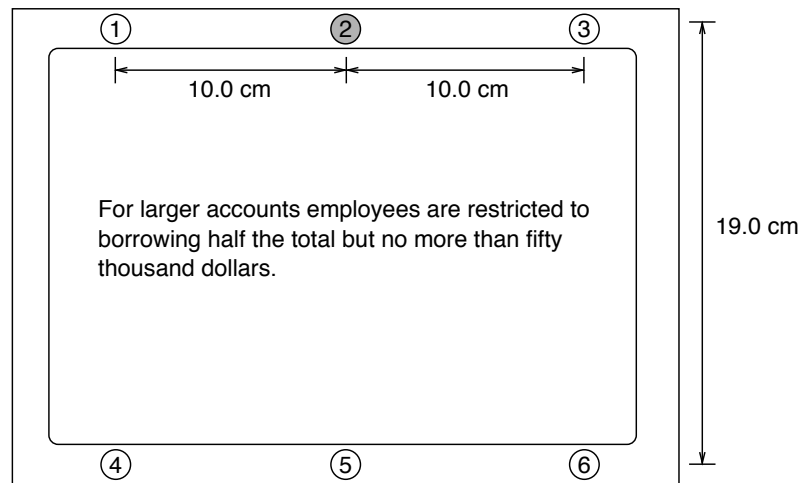 1 2 3
10.0 cm 10.0 cm
For larger accounts employees are restricted to
borrowing half the total but no more than fifty
thousand dollars.
19.0 cm
4 5 6